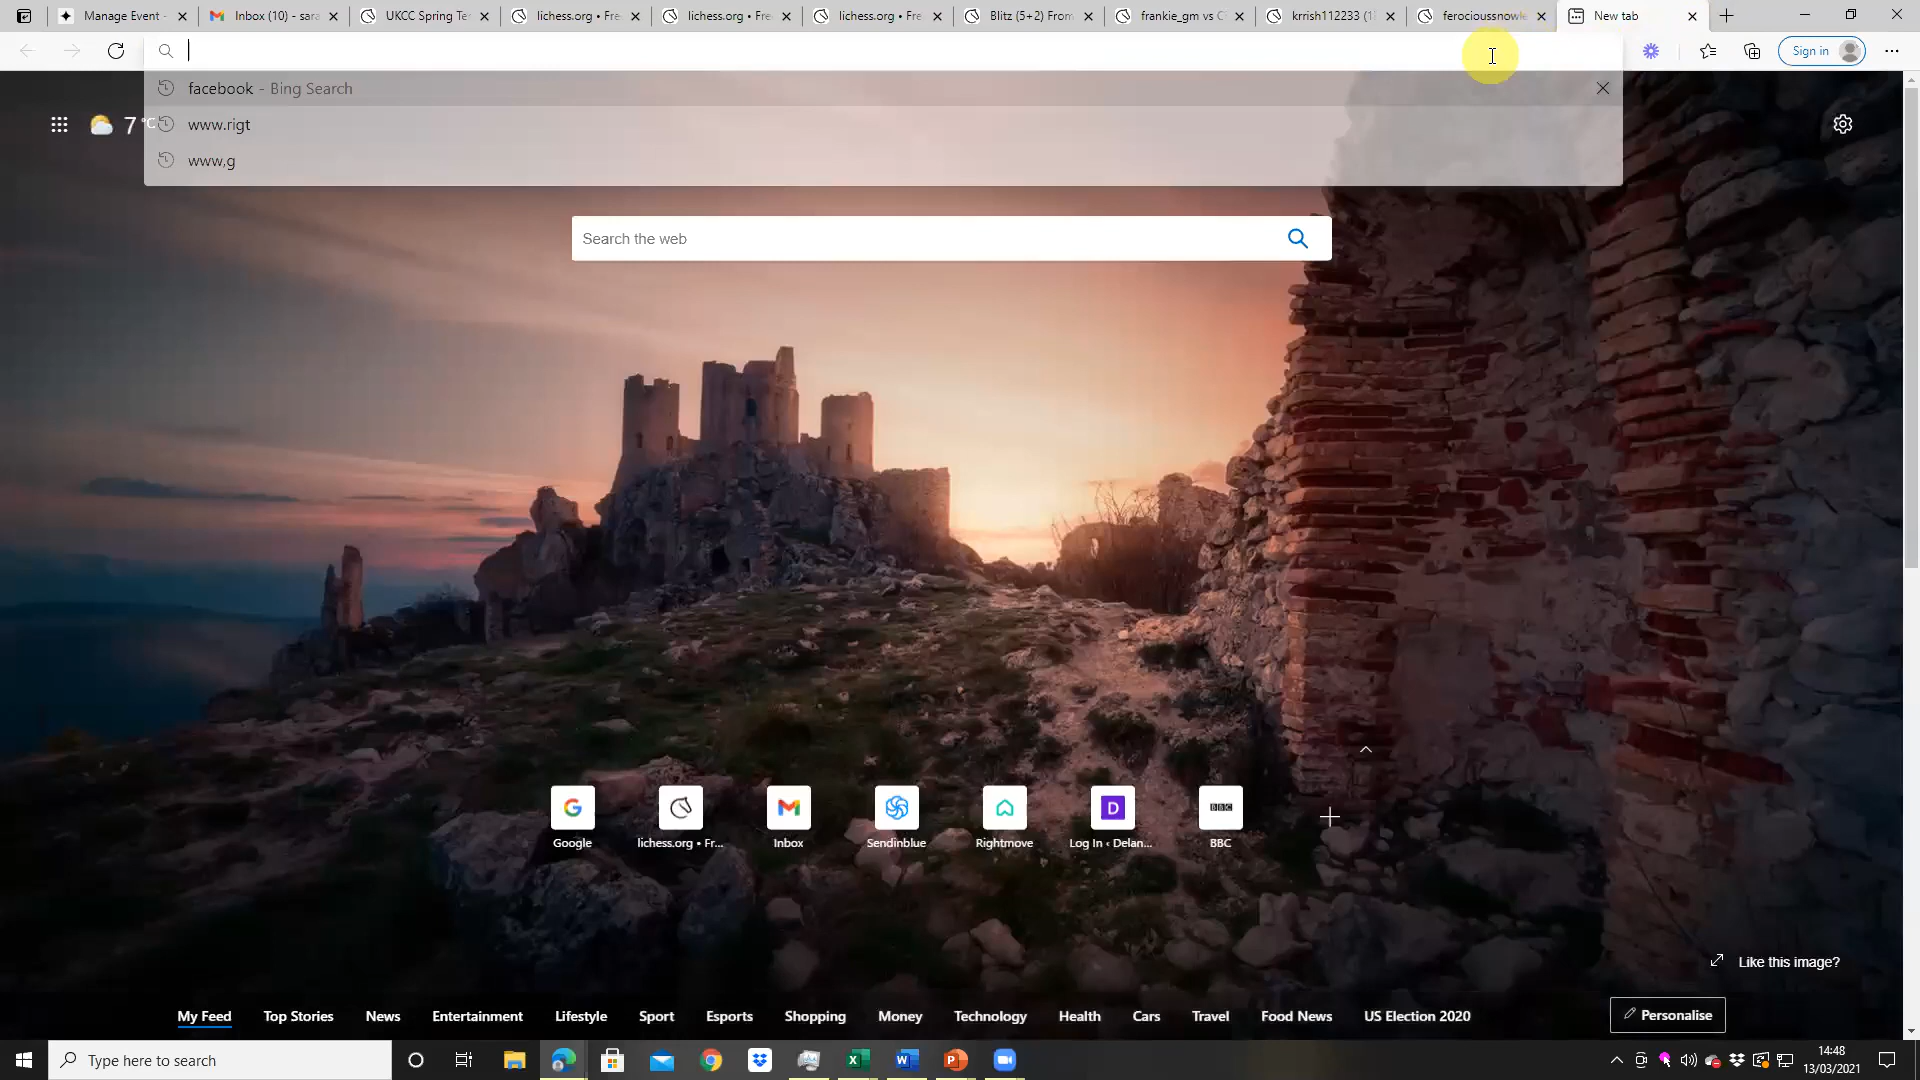 Manage Event -
Inbox (10) - sara
UKCC Spring Te
lichess.org • Fre
lichess.org • Fre
lichess.org • Fre
Blitz (5+2) From
frankie_gm vs C
krrish112233 (1
ferocioussnow
New tab
Sign in
facebook - Bing Search
www.rigt
www,g
7 °C
Search the web
Google
lichess.org • Fr...
Inbox
Sendinblue
Rightmove
D
Log In ‹ Delan...
BBC
BBC
Like this image?
My Feed Top Stories News Entertainment Lifestyle Sport Esports Shopping Money Technology Health Cars Travel Food News US Election 2020
Personalise
Type here to search
14:48
13/03/2021